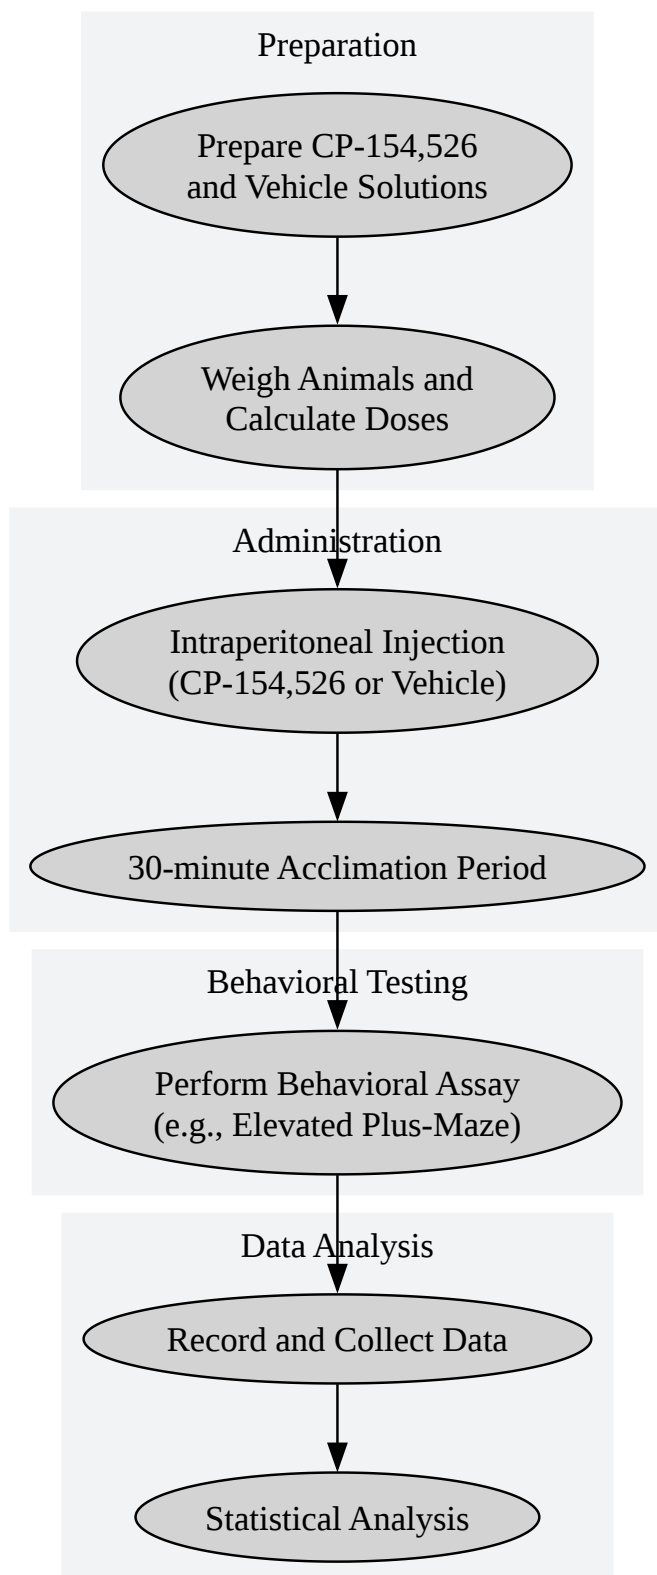 Preparation
Prepare CP-154,526
and Vehicle Solutions
Weigh Animals and
Calculate Doses
Administration
Intraperitoneal Injection
(CP-154,526 or Vehicle)
30-minute Acclimation Period
Behavioral Testing
Perform Behavioral Assay
(e.g., Elevated Plus-Maze)
Data Analysis
Record and Collect Data
Statistical Analysis